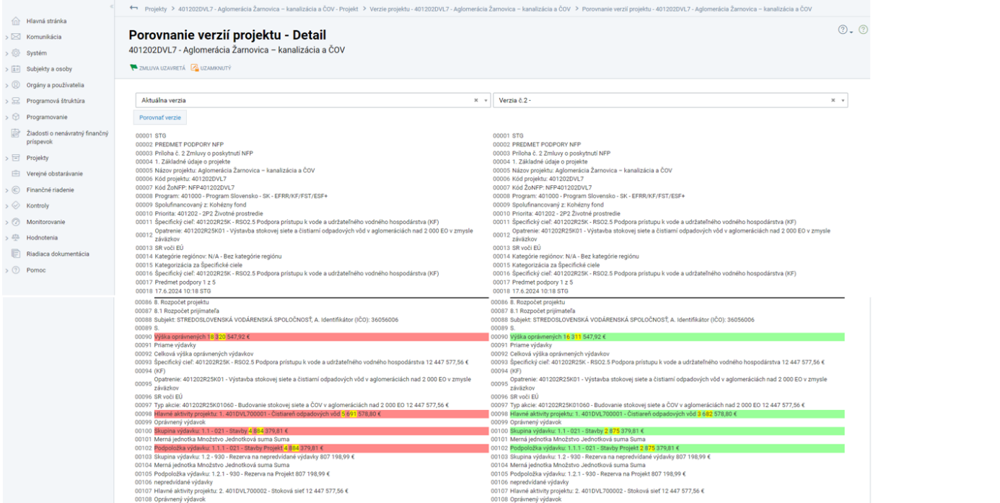 Hlavná stránka
Komunikácia
Systém
Subjekty a osoby
Orgány a používatelia
Programová štruktúra
Programovanie
Žiadosti o nenávratný finančný
príspevok
Projekty
Verejné obstarávanie
Finančné riadenie
Kontroly
Monitorovanie
Hodnotenia
Riadiaca dokumentácia
Pomoc
Projekty > 401202DVL7 - Aglomerácia Žarnovica – kanalizácia a ČOV - Projekt > Verzie projektu - 401202DVL7 - Aglomerácia Žarnovica – kanalizácia a ČOV > Porovnanie verzií projektu - 401202DVL7 - Aglomerácia Žarnovica – kanalizácia a ČOV
Porovnanie verzií projektu - Detail
401202DVL7 - Aglomerácia Žarnovica – kanalizácia a ČOV
ZMLUVA UZAVRETÁ UZAMKNUTÝ
Aktuálna verzia
Verzia č.2 -
Porovnať verzie
00001 STG
00002 PREDMET PODPORY NFP
00003 Príloha č. 2 Zmluvy o poskytnutí NFP
00004 1. Základné údaje o projekte
00005 Názov projektu: Aglomerácia Žarnovica – kanalizácia a ČOV
00006 Kód projektu: 401202DVL7
00007 Kód ŽoNFP: NFP401202DVL7
00008 Program: 401000 - Program Slovensko - SK - EFRR/KF/FST/ESF+
00009 Spolufinancovaný z: Kohézny fond
00010 Priorita: 401202 - 2P2 Životné prostredie
00011 Špecifický cieľ: 401202R25K - RSO2.5 Podpora prístupu k vode a udržateľného vodného hospodárstva (KF)
00012 Opatrenie: 401202R25K01 - Výstavba stokovej siete a čistiarní odpadových vôd v aglomeráciách nad 2 000 EO v zmysle
záväzkov
00013 SR voči EÚ
00014 Kategórie regiónov: N/A - Bez kategórie regiónu
00015 Kategorizácia za Špecifické ciele
00016 Špecifický cieľ: 401202R25K - RSO2.5 Podpora prístupu k vode a udržateľného vodného hospodárstva (KF)
00017 Predmet podpory 1 z 5
00018 17.6.2024 10:18 STG
00086 8. Rozpočet projektu
00087 8.1 Rozpočet prijímateľa
00088 Subjekt: STREDOSLOVENSKÁ VODÁRENSKÁ SPOLOČNOSŤ, A. Identifikátor (IČO): 36056006
00089 S.
00090 Výška oprávnených 18 320 547,92 €
00091 Priame výdavky
00092 Celková výška oprávnených výdavkov
00093 Špecifický cieľ: 401202R25K - RSO2.5 Podpora prístupu k vode a udržateľného vodného hospodárstva 12 447 577,56 €
00094 (KF)
00095 Opatrenie: 401202R25K01 - Výstavba stokovej siete a čistiarní odpadových vôd v aglomeráciách nad 2 000 EO v zmysle
záväzkov
00096 SR voči EÚ
00097 Typ akcie: 401202R25K01060 - Budovanie stokovej siete a ČOV v aglomeráciách nad 2 000 EO 12 447 577,56 €
00098 Hlavné aktivity projektu: 1. 401DVL700001 - Čistiareň odpadových vôd 5 691 578,80 €
00099 Oprávnený výdavok
00100 Skupina výdavku: 1.1 - 021 - Stavby 4 884 379,81 €
00101 Merná jednotka Množstvo Jednotková suma Suma
00102 Podpoložka výdavku: 1.1.1 - 021 - Stavby Projekt 4 884 379,81 €
00103 Skupina výdavku: 1.2 - 930 - Rezerva na nepredvídané výdavky 807 198,99 €
00104 Merná jednotka Množstvo Jednotková suma Suma
00105 Podpoložka výdavku: 1.2.1 - 930 - Rezerva na Projekt 807 198,99 €
00106 nepredvídané výdavky
00107 Hlavné aktivity projektu: 2. 401DVL700002 - Stoková sieť 12 447 577,56 €
00108 Oprávnený výdavok
00001 STG
00002 PREDMET PODPORY NFP
00003 Príloha č. 2 Zmluvy o poskytnutí NFP
00004 1. Základné údaje o projekte
00005 Názov projektu: Aglomerácia Žarnovica – kanalizácia a ČOV
00006 Kód projektu: 401202DVL7
00007 Kód ŽoNFP: NFP401202DVL7
00008 Program: 401000 - Program Slovensko - SK - EFRR/KF/FST/ESF+
00009 Spolufinancovaný z: Kohézny fond
00010 Priorita: 401202 - 2P2 Životné prostredie
00011 Špecifický cieľ: 401202R25K - RSO2.5 Podpora prístupu k vode a udržateľného vodného hospodárstva (KF)
00012 Opatrenie: 401202R25K01 - Výstavba stokovej siete a čistiarní odpadových vôd v aglomeráciách nad 2 000 EO v zmysle
záväzkov
00013 SR voči EÚ
00014 Kategórie regiónov: N/A - Bez kategórie regiónu
00015 Kategorizácia za Špecifické ciele
00016 Špecifický cieľ: 401202R25K - RSO2.5 Podpora prístupu k vode a udržateľného vodného hospodárstva (KF)
00017 Predmet podpory 1 z 5
00018 17.6.2024 10:18 STG
00086 8. Rozpočet projektu
00087 8.1 Rozpočet prijímateľa
00088 Subjekt: STREDOSLOVENSKÁ VODÁRENSKÁ SPOLOČNOSŤ, A. Identifikátor (IČO): 36056006
00089 S.
00090 Výška oprávnených 16 311 547,92 €
00091 Priame výdavky
00092 Celková výška oprávnených výdavkov
00093 Špecifický cieľ: 401202R25K - RSO2.5 Podpora prístupu k vode a udržateľného vodného hospodárstva 12 447 577,56 €
00094 (KF)
00095 Opatrenie: 401202R25K01 - Výstavba stokovej siete a čistiarní odpadových vôd v aglomeráciách nad 2 000 EO v zmysle
záväzkov
00096 SR voči EÚ
00097 Typ akcie: 401202R25K01060 - Budovanie stokovej siete a ČOV v aglomeráciách nad 2 000 EO 12 447 577,56 €
00098 Hlavné aktivity projektu: 1. 401DVL700001 - Čistiareň odpadových vôd 3 682 578,80 €
00099 Oprávnený výdavok
00100 Skupina výdavku: 1.1 - 021 - Stavby 2 875 379,81 €
00101 Merná jednotka Množstvo Jednotková suma Suma
00102 Podpoložka výdavku: 1.1.1 - 021 - Stavby Projekt 2 875 379,81 €
00103 Skupina výdavku: 1.2 - 930 - Rezerva na nepredvídané výdavky 807 198,99 €
00104 Merná jednotka Množstvo Jednotková suma Suma
00105 Podpoložka výdavku: 1.2.1 - 930 - Rezerva na Projekt 807 198,99 €
00106 nepredvídané výdavky
00107 Hlavné aktivity projektu: 2. 401DVL700002 - Stoková sieť 12 447 577,56 €
00108 Oprávnený výdavok